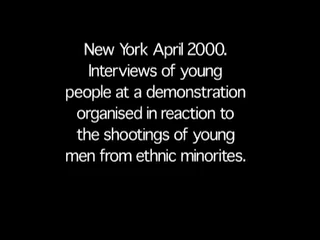 New York April 2000.
Interviews of young
people at a demonstration
organised in reaction to
the shootings of young
men from ethnic minorites.